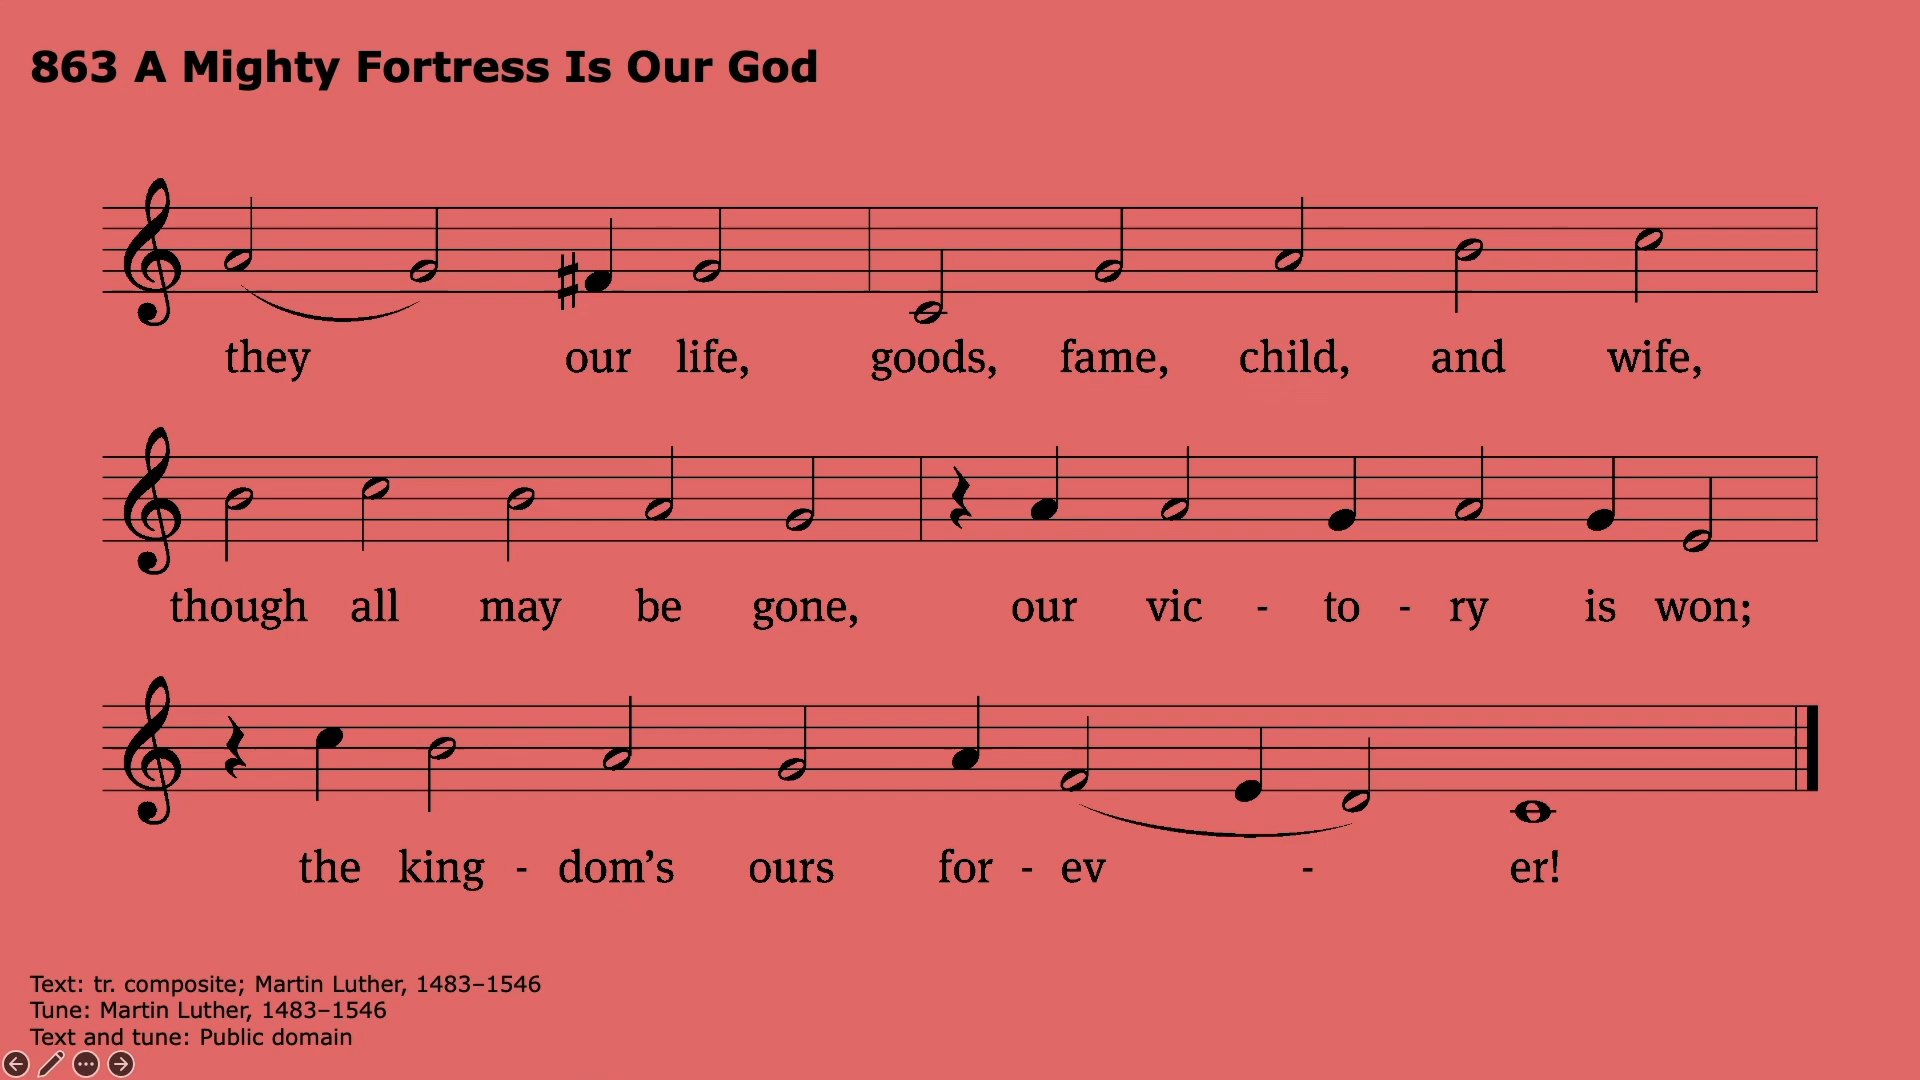 863 A Mighty Fortress Is Our God
they our life, goods, fame, child, and wife,
though all may be gone, our vic - to - ry is won;
the king - dom’s ours for - ev - er!
Text: tr. composite; Martin Luther, 1483–1546
Tune: Martin Luther, 1483–1546
Text and tune: Public domain